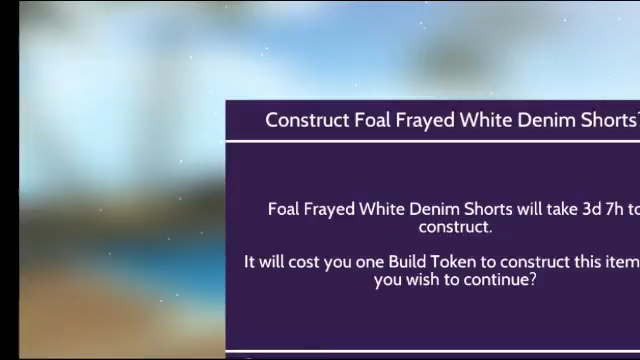 Construct Foal Frayed White Denim Shorts?
Foal Frayed White Denim Shorts will take 3d 7h to
construct.
It will cost you one Build Token to construct this item
you wish to continue?